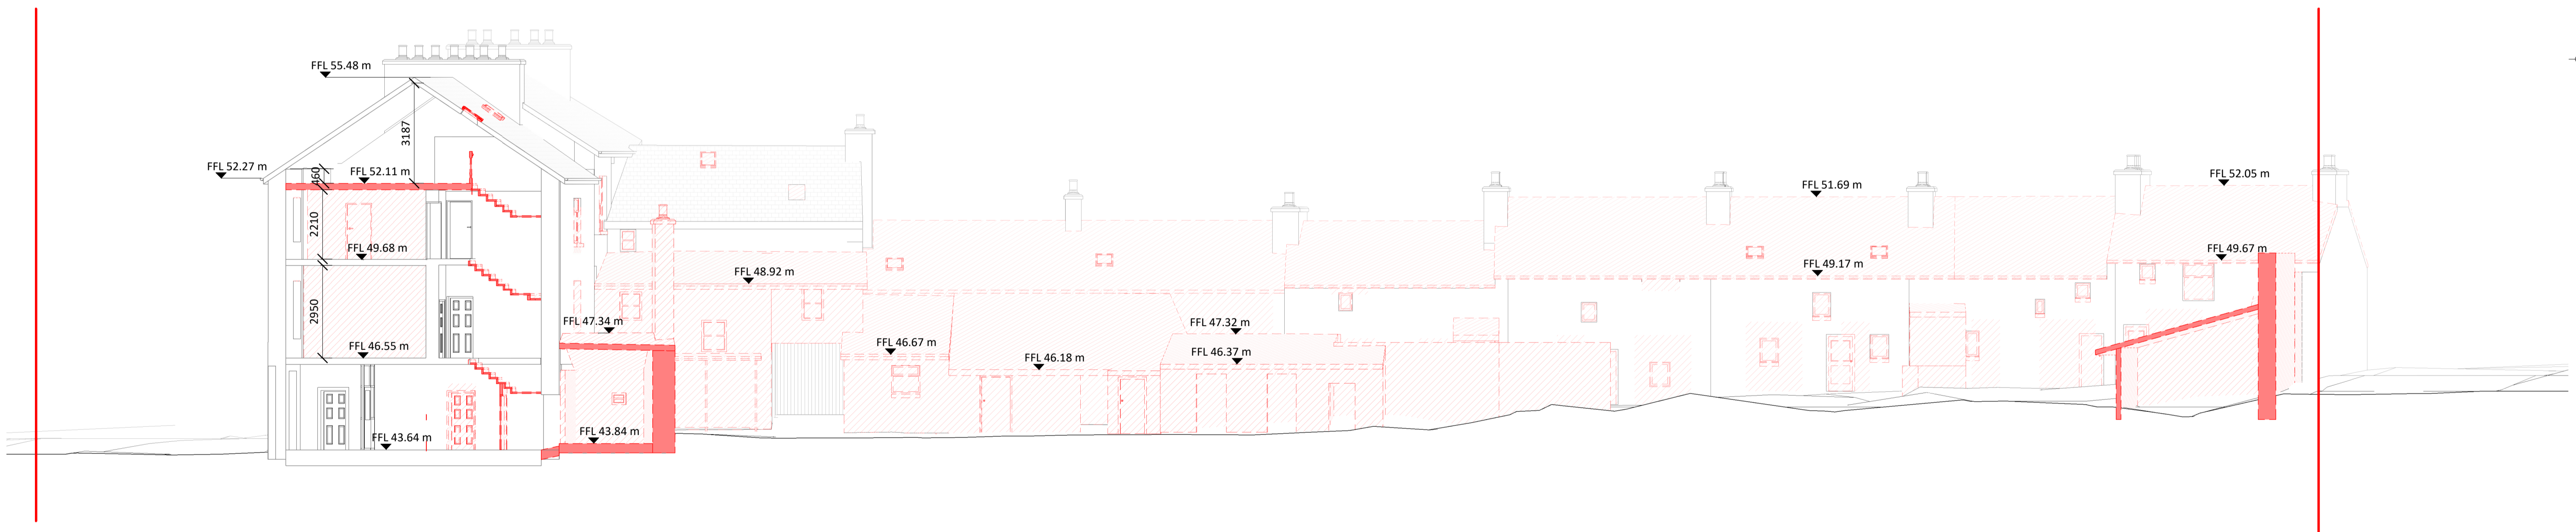 FFL 55.48 m
3187
FFL 52.27 m
460
FFL 52.11 m
FFL 52.05 m
FFL 51.69 m
2210
FFL 49.68 m
FFL 49.67 m
FFL 48.92 m
FFL 49.17 m
2950
FFL 47.34 m
FFL 47.32 m
FFL 46.55 m
FFL 46.67 m
FFL 46.18 m
FFL 46.37 m
FFL 43.64 m
FFL 43.84 m